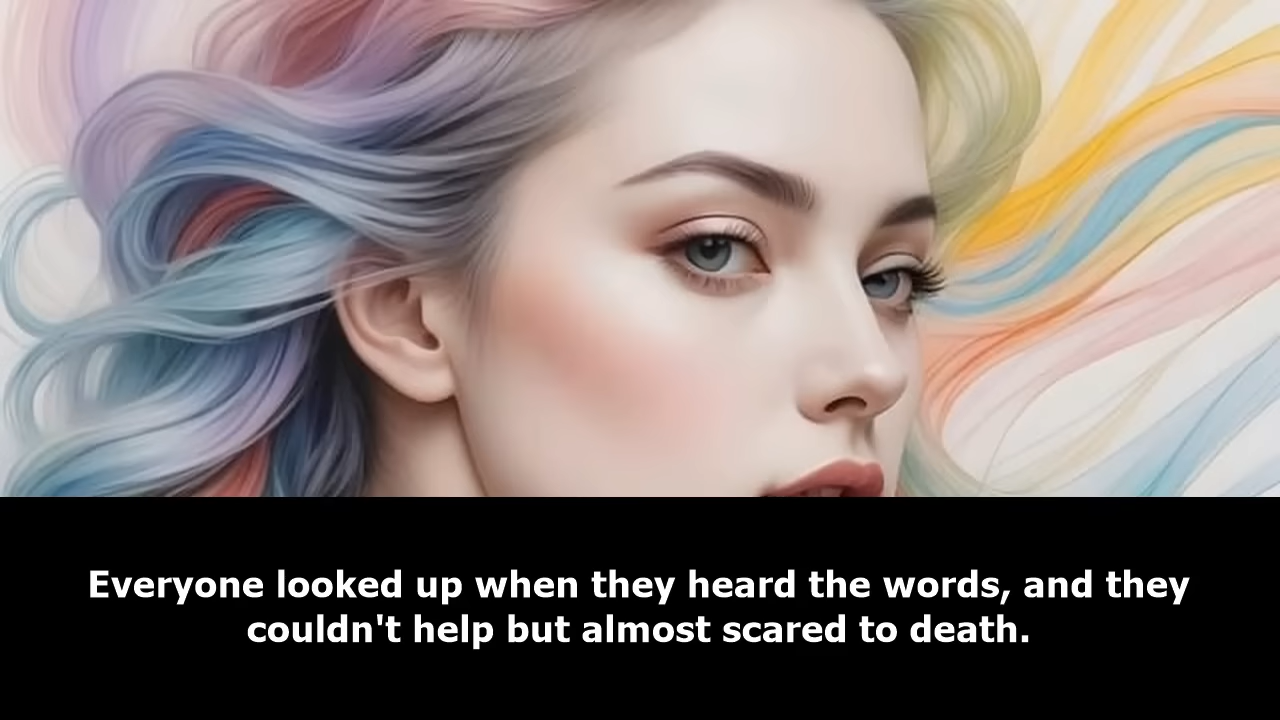 Everyone looked up when they heard the words, and they
couldn't help but almost scared to death.